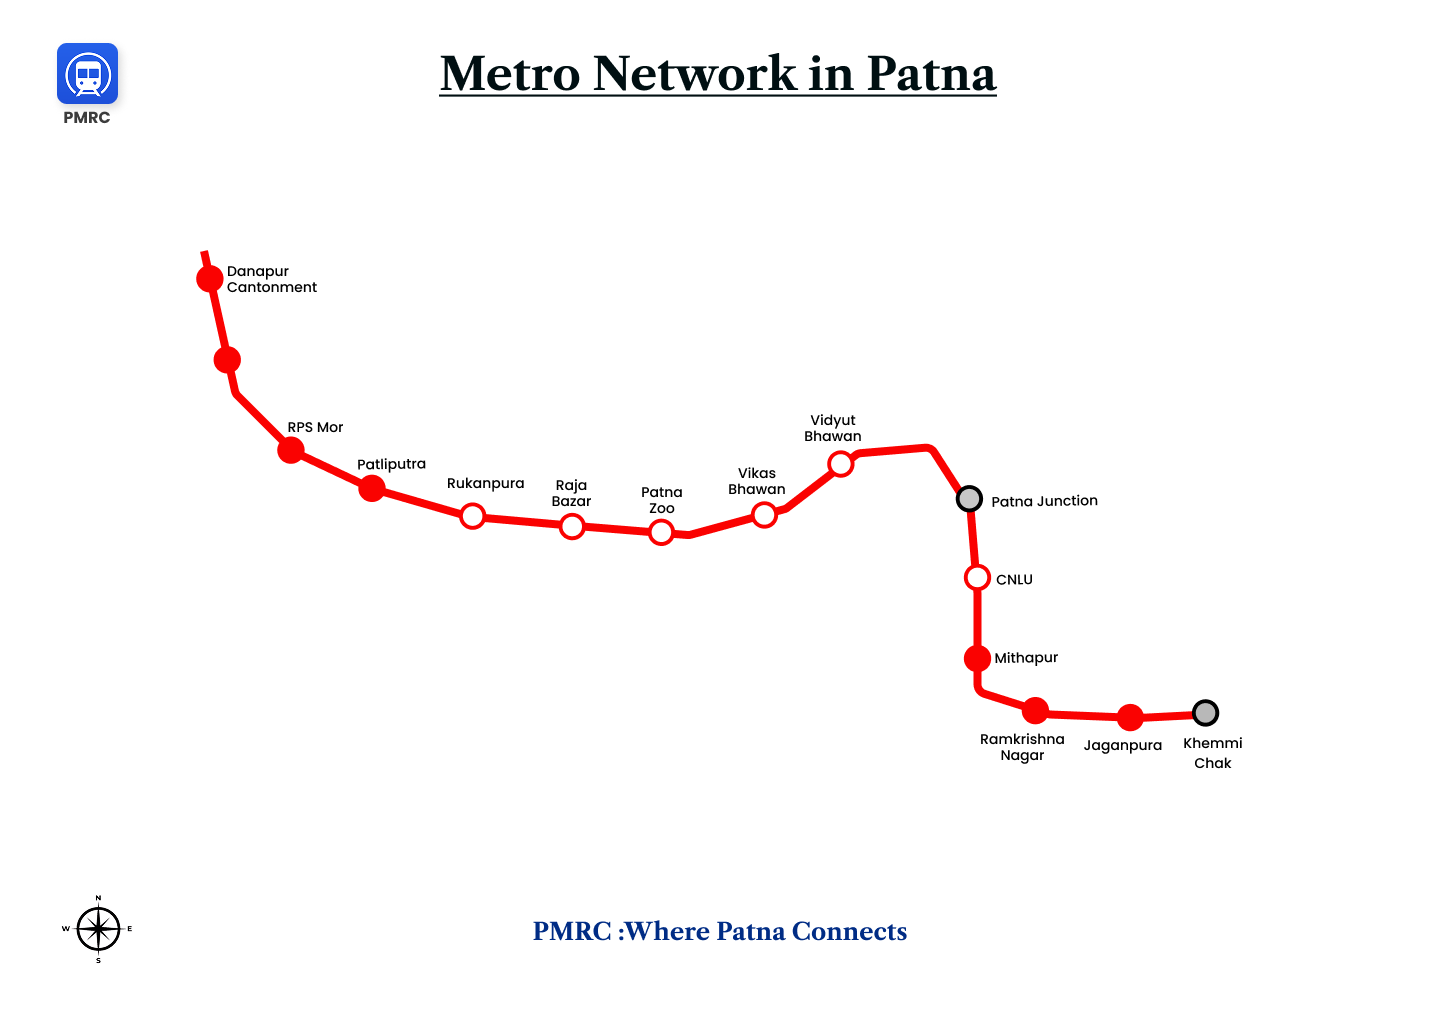 Metro Network in Patna
PMRC
Danapur
Cantonment
RPS Mor
Patliputra
Rukanpura
Raja
Bazar
Patna
Zoo
Vikas
Bhawan
Vidyut
Bhawan
Patna Junction
CNLU
Mithapur
Ramkrishna
Nagar
Jaganpura
Khemmi
Chak
N
W
E
S
PMRC :Where Patna Connects